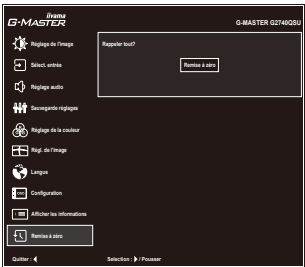 iiyama
G-MASTER
G-MASTER G2740QSU
Réglage de l'image
Rappeler tout?
Remise à zéro
Sélect. entrée
Réglage audio
Sauvegarde réglages
Réglage de la couleur
Régl. de l'image
Langue
OSD
Configuration
Afficher les informations
Remise à zéro
Quitter :
Selection : / Pousser